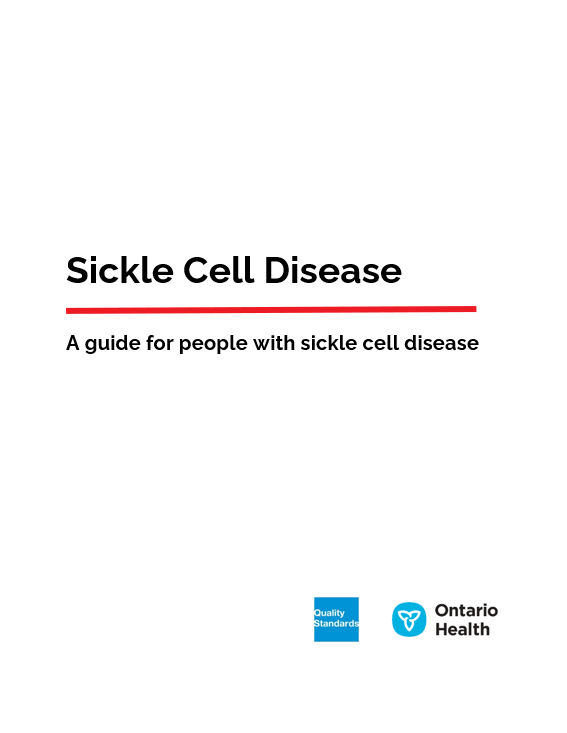 Sickle Cell Disease
A guide for people with sickle cell disease
Quality
Standards
Ontario
Health